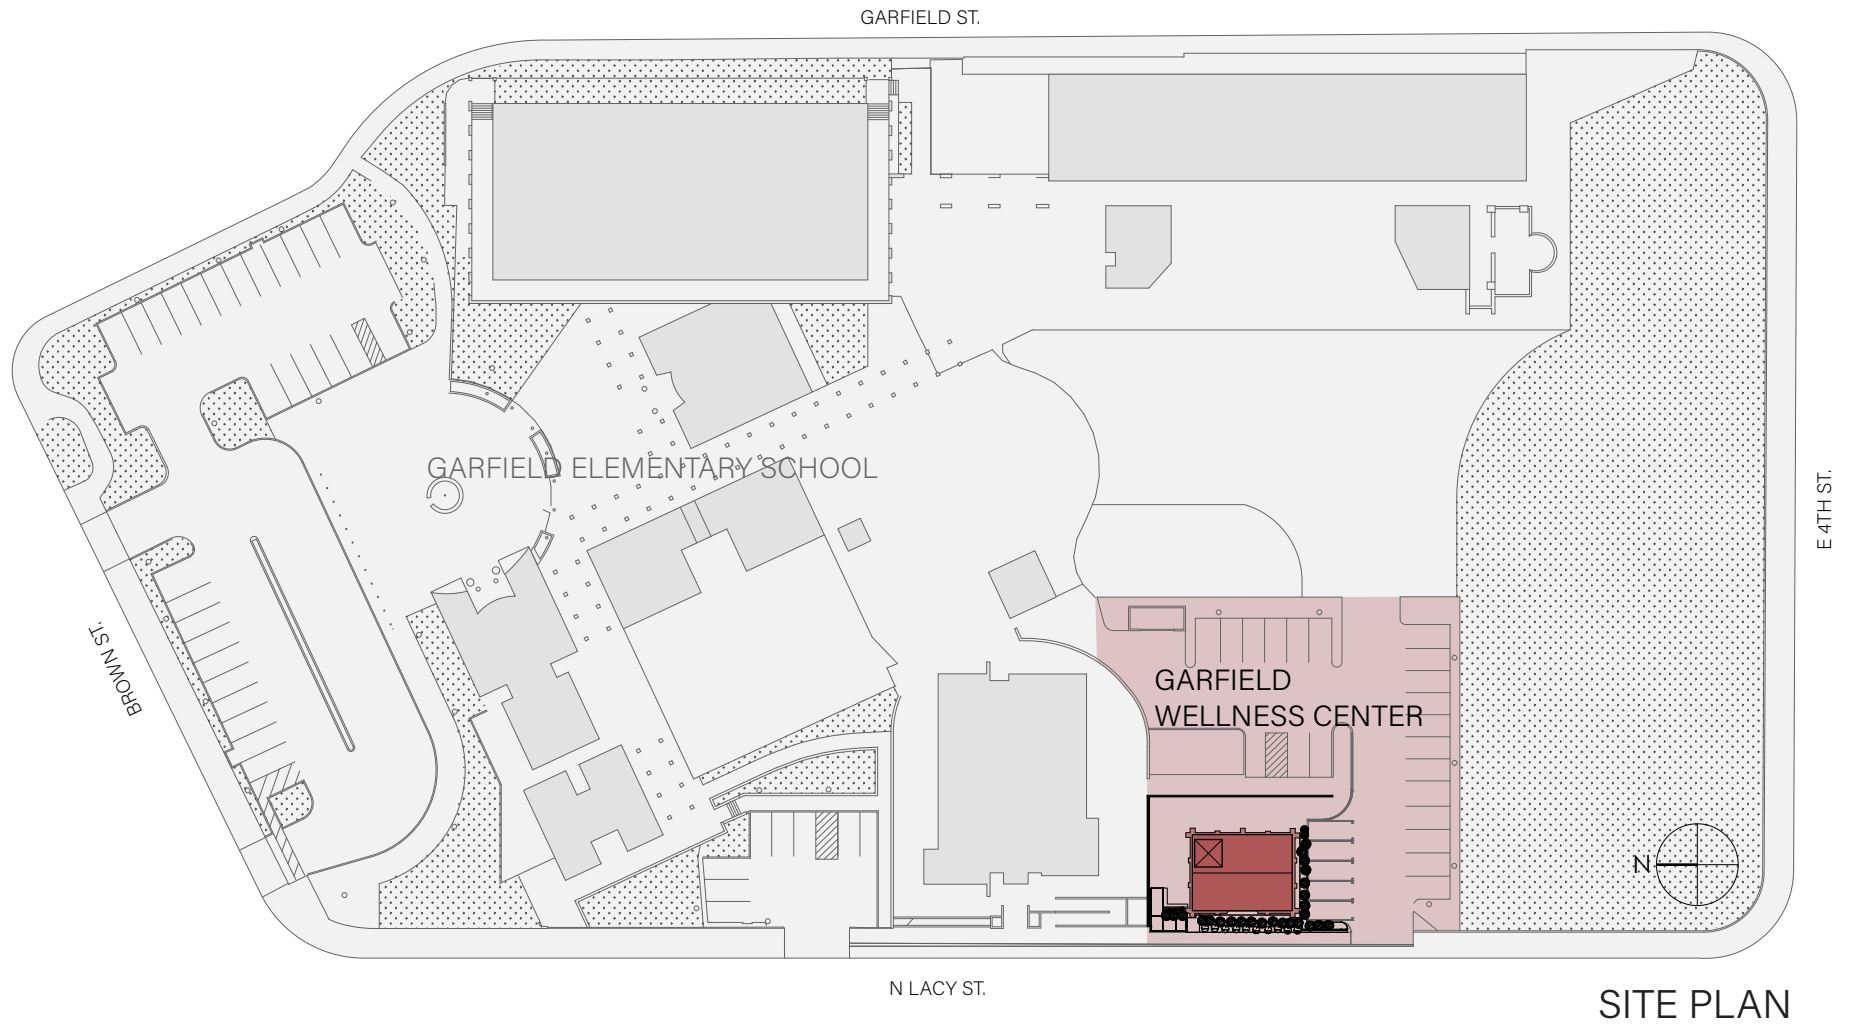 GARFIELD ST.
GARFIELD ELEMENTARY SCHOOL
E 4TH ST.
BROWN ST.
GARFIELD
WELLNESS CENTER
N
N LACY ST.
SITE PLAN